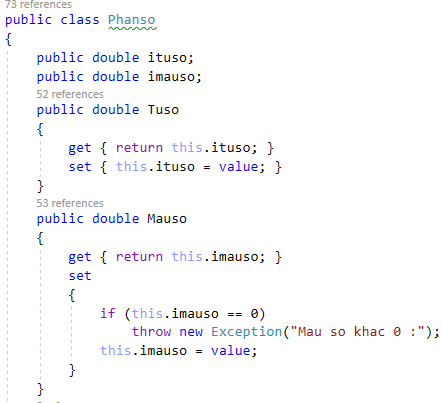 73 references
public class Phanso
{
public double ituso;
public double imauso;
52 references
public double Tuso
{
get { return this.ituso; }
set { this.ituso = value; }
}
53 references
public double Mauso
{
get { return this.imauso; }
set
{
if (this.imauso == 0)
throw new Exception("Mau so khac 0 :");
this.imauso = value;
}
}